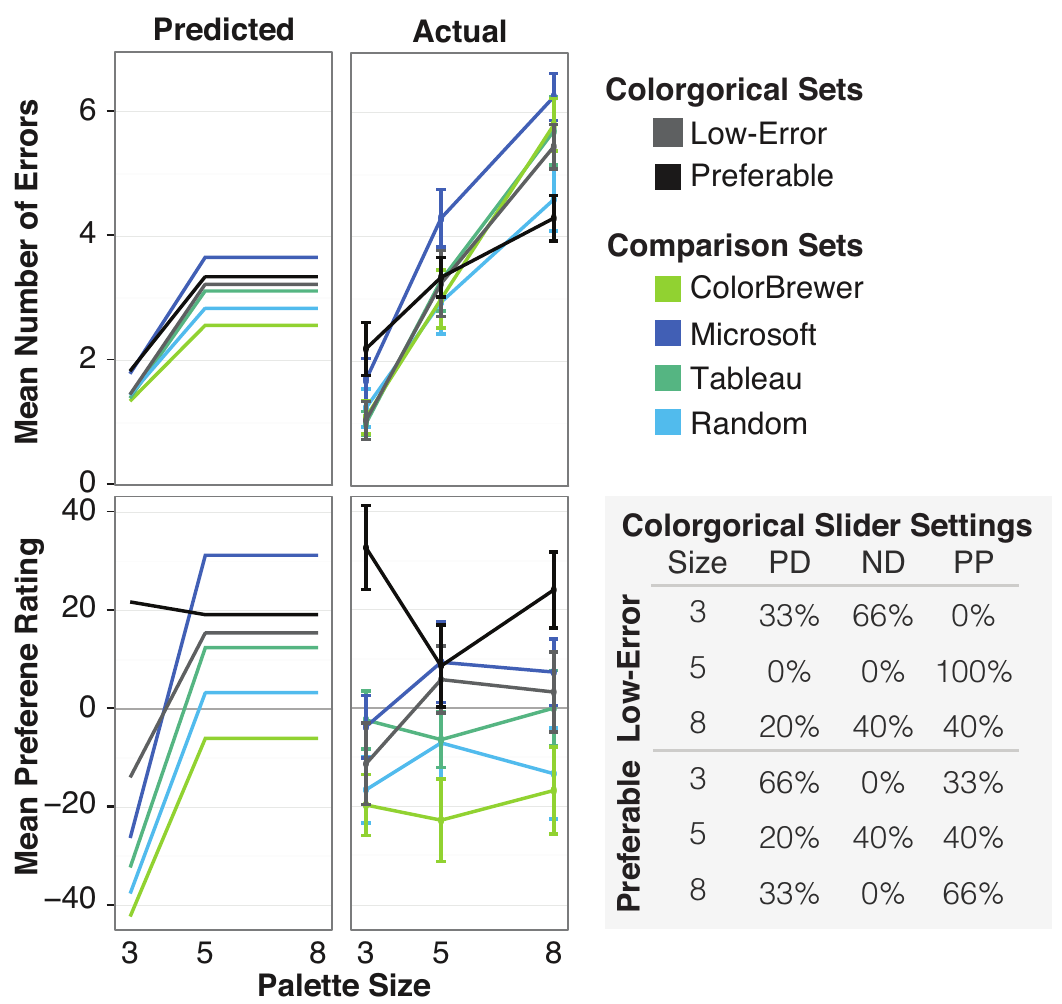 Predicted
Actual
Mean Number of Errors
6
4
2
0
Colorgorical Sets
Low-Error
Preferable
Comparison Sets
ColorBrewer
Microsoft
Tableau
Random
Mean Preferene Rating
40
20
0
−20
−40
3 5 8
3 5 8
Palette Size
Colorgorical Slider Settings
Size PD ND PP
Low-Error
3 33% 66% 0%
5 0% 0% 100%
8 20% 40% 40%
Preferable
3 66% 0% 33%
5 20% 40% 40%
8 33% 0% 66%